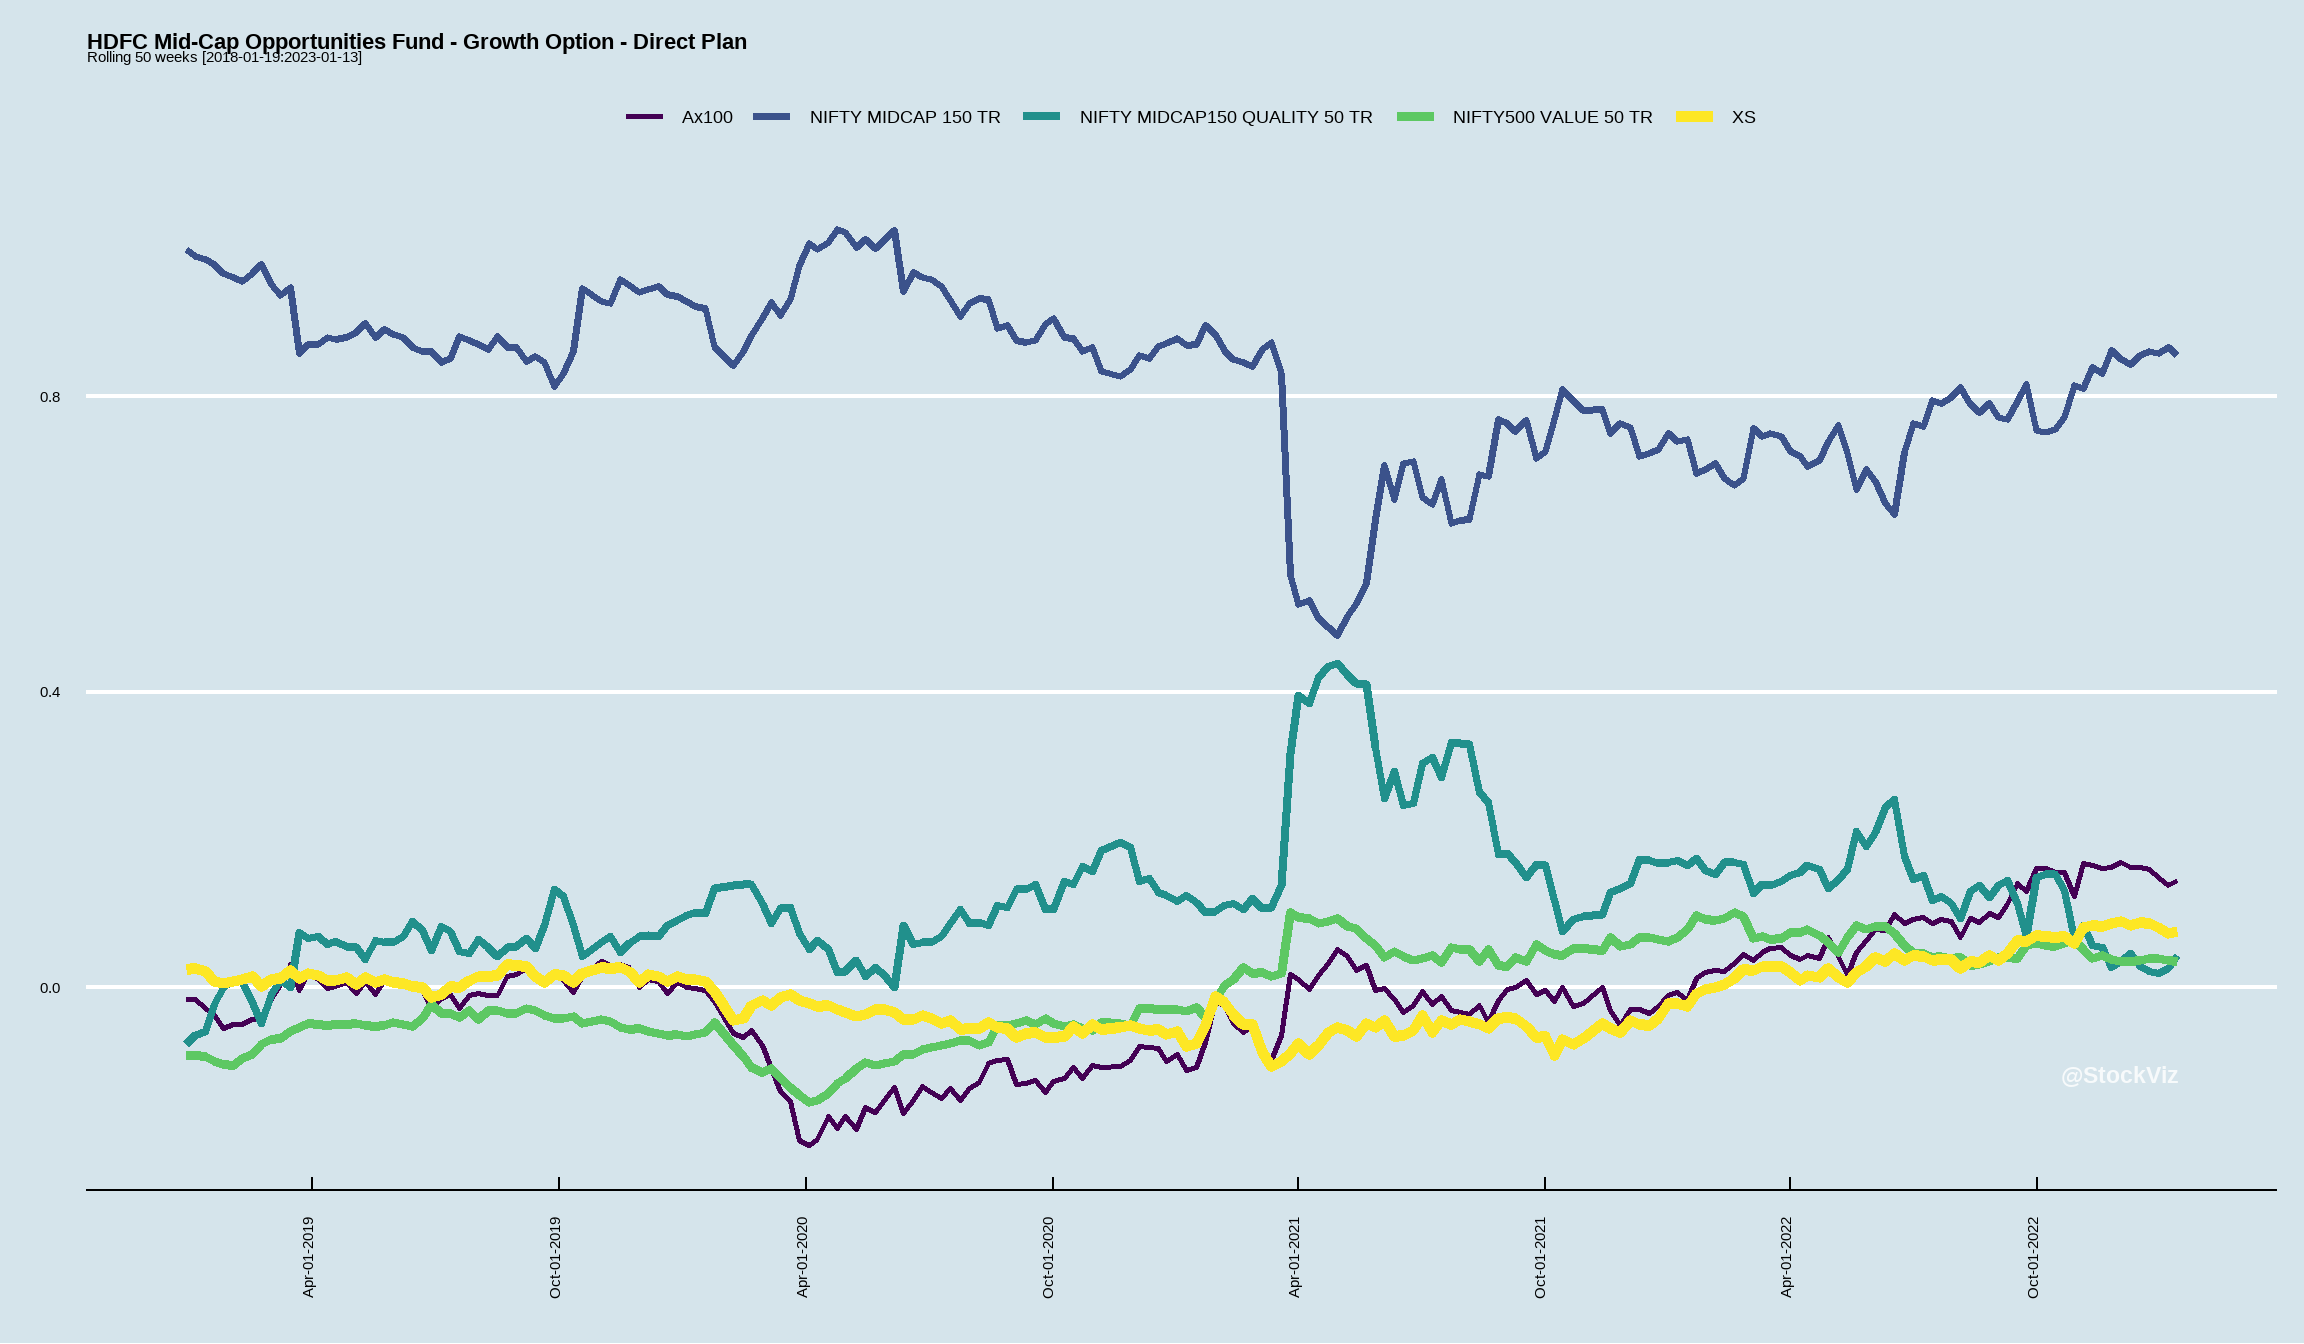 HDFC Mid-Cap Opportunities Fund - Growth Option - Direct Plan
Rolling 50 weeks [2018-01-19:2023-01-13]
Ax100 NIFTY MIDCAP 150 TR NIFTY MIDCAP150 QUALITY 50 TR NIFTY500 VALUE 50 TR XS
0.8
0.4
0.0
@StockViz
Apr-01-2019 Oct-01-2019 Apr-01-2020 Oct-01-2020 Apr-01-2021 Oct-01-2021 Apr-01-2022 Oct-01-2022